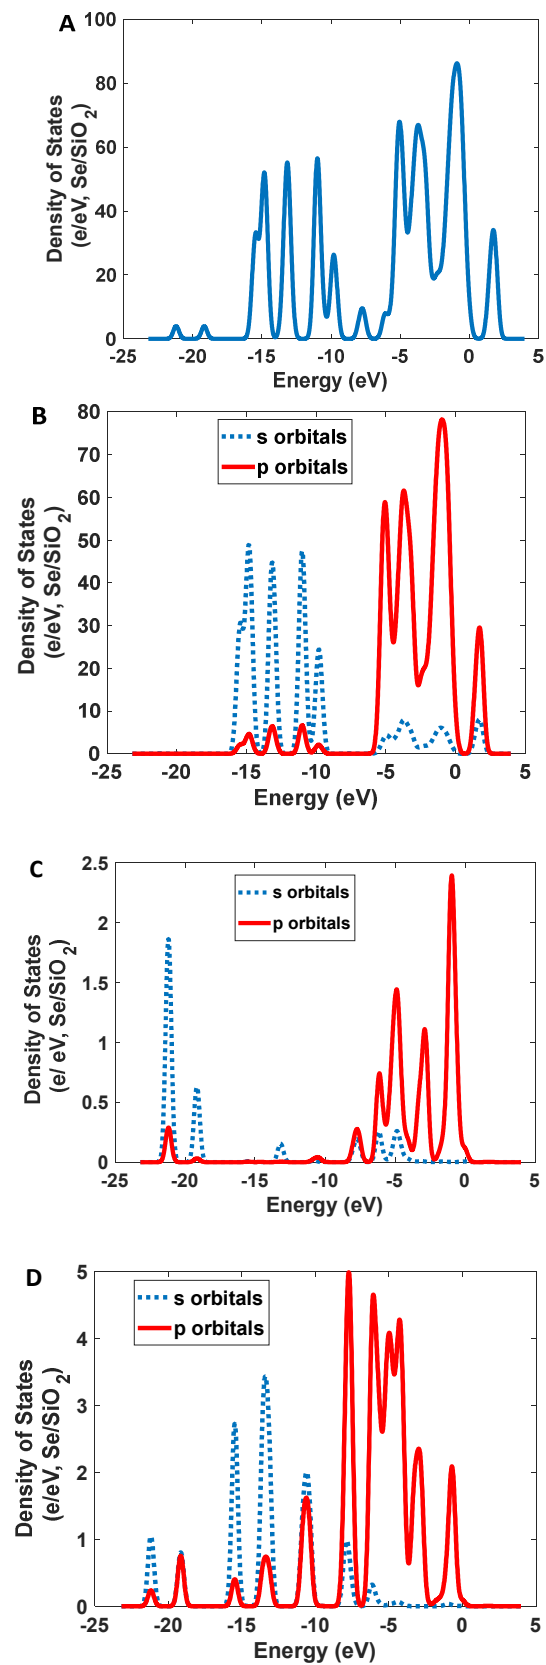 A
100
80
60
40
20
0
-25
-20
-15
-10
-5
0
5
Density of States
(e/eV, Se/SiO2)
Energy (eV)
B
80
70
60
50
40
30
20
10
0
-25
-20
-15
-10
-5
0
5
s orbitals
p orbitals
Density of States
(e/eV, Se/SiO2)
Energy (eV)
C
2.5
2
1.5
1
0.5
0
-25
-20
-15
-10
-5
0
5
s orbitals
p orbitals
Density of States
(e/ eV, Se/SiO2)
Energy (eV)
D
5
4
3
2
1
0
-25
-20
-15
-10
-5
0
5
s orbitals
p orbitals
Density of States
(e/eV, Se/SiO2)
Energy (eV)